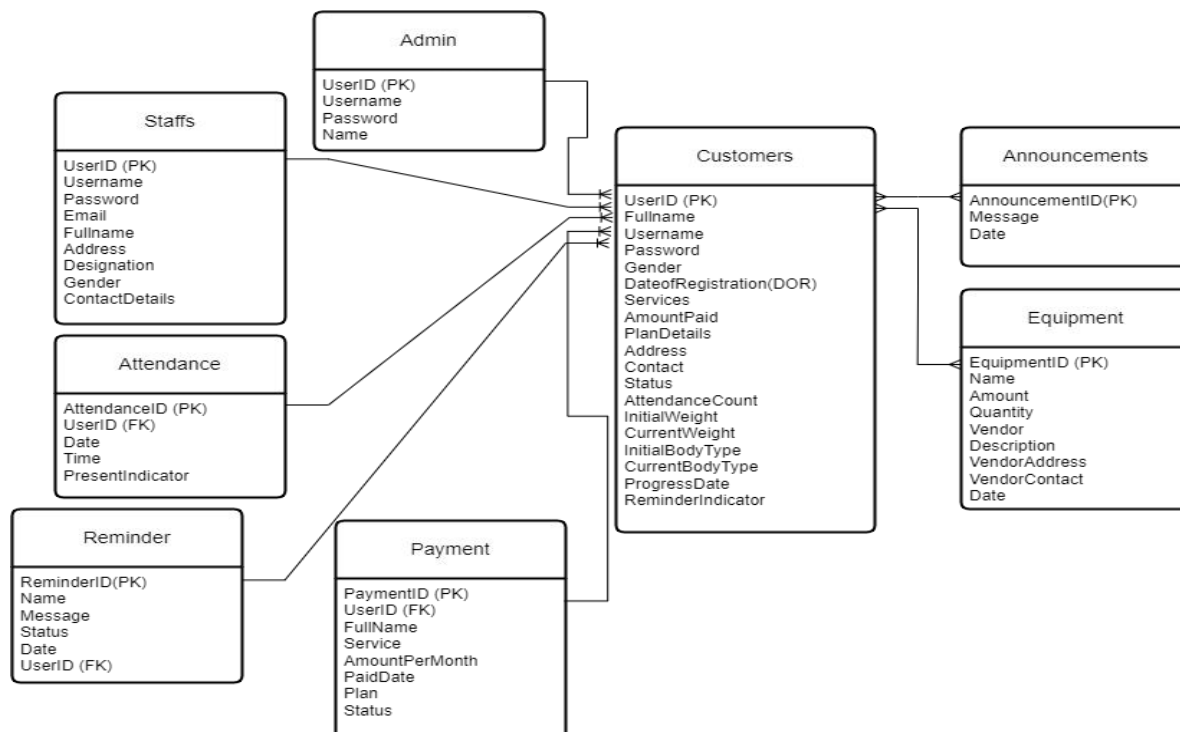 Admin
UserID (PK)
Username
Password
Name
Staffs
UserID (PK)
Username
Password
Email
Fullname
Address
Designation
Gender
ContactDetails
Attendance
AttendanceID (PK)
UserID (FK)
Date
Time
PresentIndicator
Reminder
ReminderID(PK)
Name
Message
Status
Date
UserID (FK)
Payment
PaymentID (PK)
UserID (FK)
FullName
Service
AmountPerMonth
PaidDate
Plan
Status
Customers
UserID (PK)
Fullname
Username
Password
Gender
DateofRegistration(DOR)
Services
AmountPaid
PlanDetails
Address
Contact
Status
AttendanceCount
InitialWeight
CurrentWeight
InitialBodyType
CurrentBodyType
ProgressDate
ReminderIndicator
Announcements
AnnouncementID(PK)
Message
Date
Equipment
EquipmentID (PK)
Name
Amount
Quantity
Vendor
Description
VendorAddress
VendorContact
Date